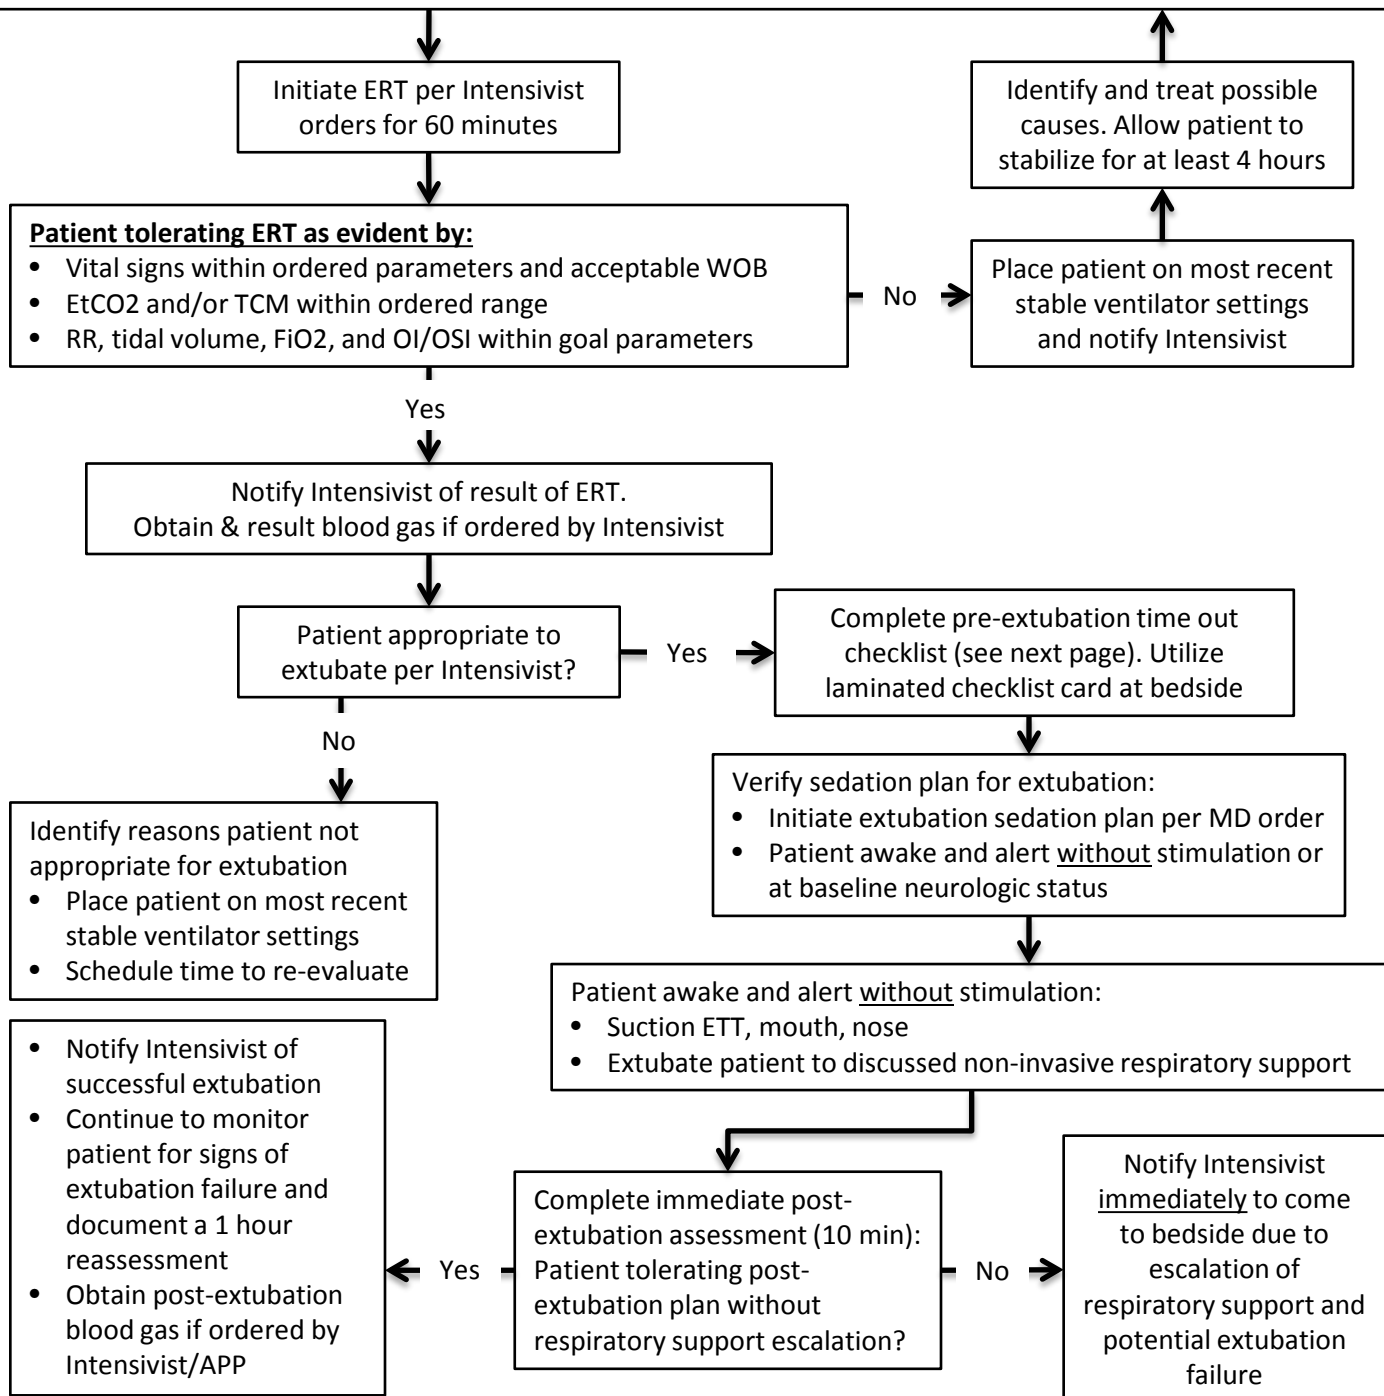 Initiate ERT per Intensivist
orders for 60 minutes
Identify and treat possible
causes. Allow patient to
stabilize for at least 4 hours
Patient tolerating ERT as evident by:
• Vital signs within ordered parameters and acceptable WOB
• EtCO2 and/or TCM within ordered range
• RR, tidal volume, FiO2, and OI/OSI within goal parameters
No
Place patient on most recent
stable ventilator settings
and notify Intensivist
Yes
Notify Intensivist of result of ERT.
Obtain & result blood gas if ordered by Intensivist
Patient appropriate to
extubate per Intensivist?
Yes
Complete pre-extubation time out
checklist (see next page). Utilize
laminated checklist card at bedside
No
Verify sedation plan for extubation:
• Initiate extubation sedation plan per MD order
• Patient awake and alert without stimulation or
at baseline neurologic status
Identify reasons patient not
appropriate for extubation
• Place patient on most recent
stable ventilator settings
• Schedule time to re-evaluate
Patient awake and alert without stimulation:
• Suction ETT, mouth, nose
• Extubate patient to discussed non-invasive respiratory support
• Notify Intensivist of
successful extubation
• Continue to monitor
patient for signs of
extubation failure and
document a 1 hour
reassessment
• Obtain post-extubation
blood gas if ordered by
Intensivist/APP
Yes
Complete immediate post-
extubation assessment (10 min):
Patient tolerating post-
extubation plan without
respiratory support escalation?
No
Notify Intensivist
immediately to come
to bedside due to
escalation of
respiratory support and
potential extubation
failure